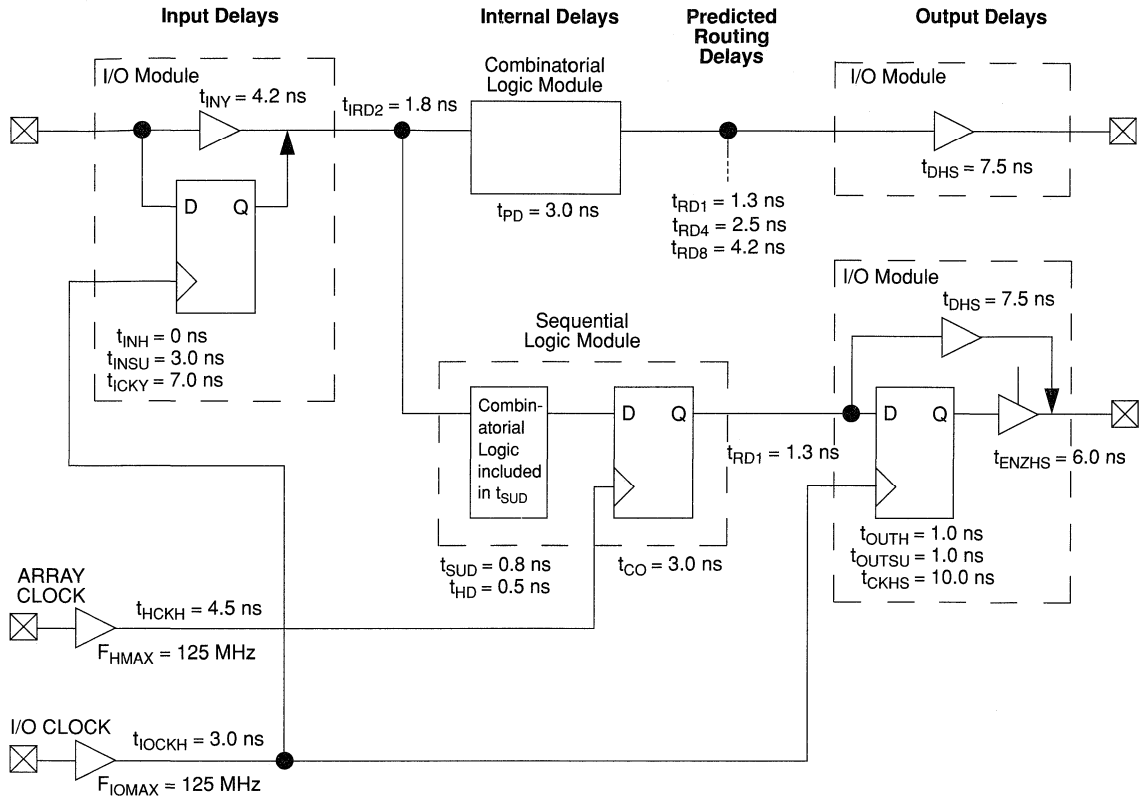 Input Delays
Internal Delays
Predicted
Routing
Delays
Output Delays
I/O Module
tINY = 4.2 ns
tIRD2 = 1.8 ns
Combinatorial
Logic Module
I/O Module
tDHS = 7.5 ns
D Q
tPD = 3.0 ns
tRD1 = 1.3 ns
tRD4 = 2.5 ns
tRD8 = 4.2 ns
tINH = 0 ns
tINSU = 3.0 ns
tICKY = 7.0 ns
Sequential
Logic Module
I/O Module
tDHS = 7.5 ns
Combin-
atorial
Logic
included
in tSUD
D Q
tRD1 = 1.3 ns
D Q
tENZHS = 6.0 ns
tSUD = 0.8 ns
tHD = 0.5 ns
tCO = 3.0 ns
tOUTH = 1.0 ns
tOUTSU = 1.0 ns
tCKHS = 10.0 ns
ARRAY
CLOCK
tHCKH = 4.5 ns
FHMAX = 125 MHz
I/O CLOCK
tIOCKH = 3.0 ns
FIOMAX = 125 MHz